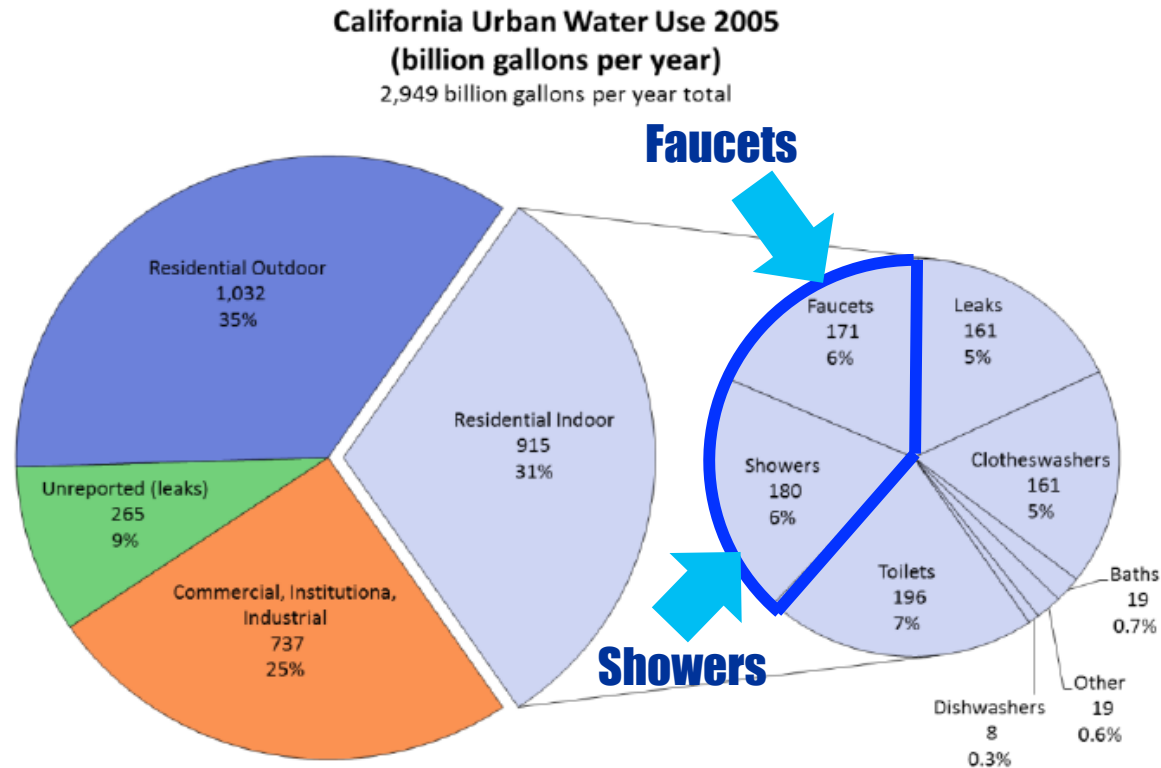 California Urban Water Use 2005
(billion gallons per year)
2,949 billion gallons per year total
Faucets
Residential Outdoor
1,032
35%
Unreported (leaks)
265
9%
Commercial, Instituiona,
Industrial
737
25%
Residential Indoor
915
31%
Faucets
171
6%
Leaks
161
5%
Showers
180
6%
Clotheswashers
161
5%
Toilets
196
7%
Baths
19
0.7%
Other
19
0.6%
Dishwashers
8
0.3%
Showers